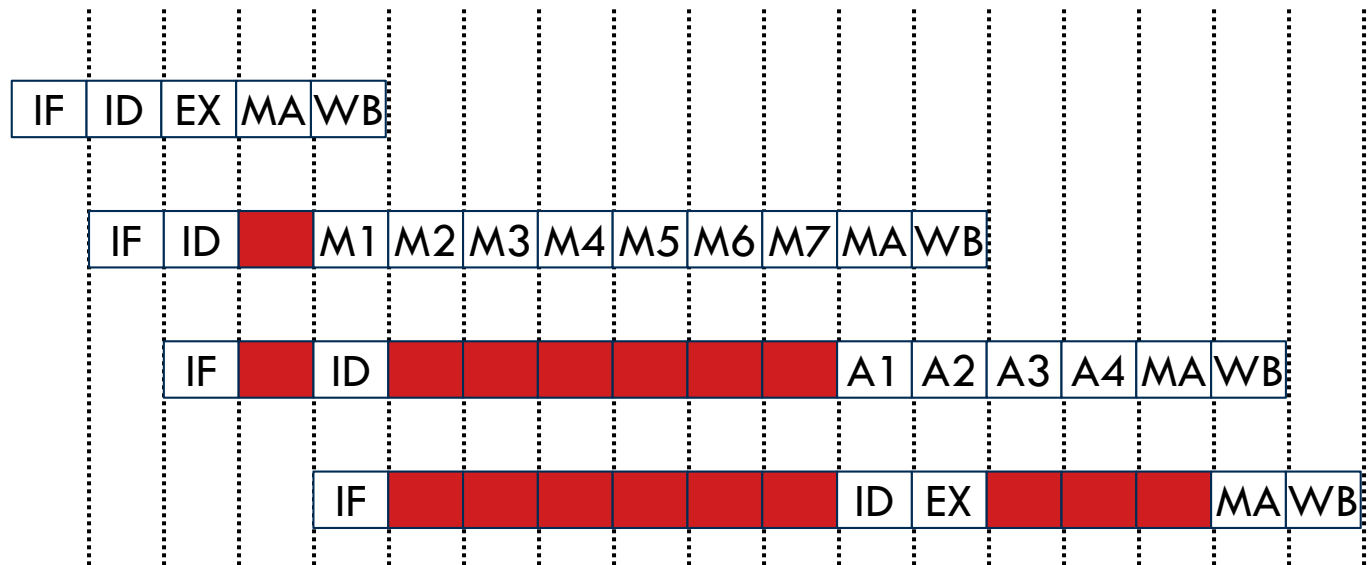 IF ID EX MA WB
IF ID M1 M2 M3 M4 M5 M6 M7 MA WB
IF ID A1 A2 A3 A4 MA WB
IF ID EX MA WB